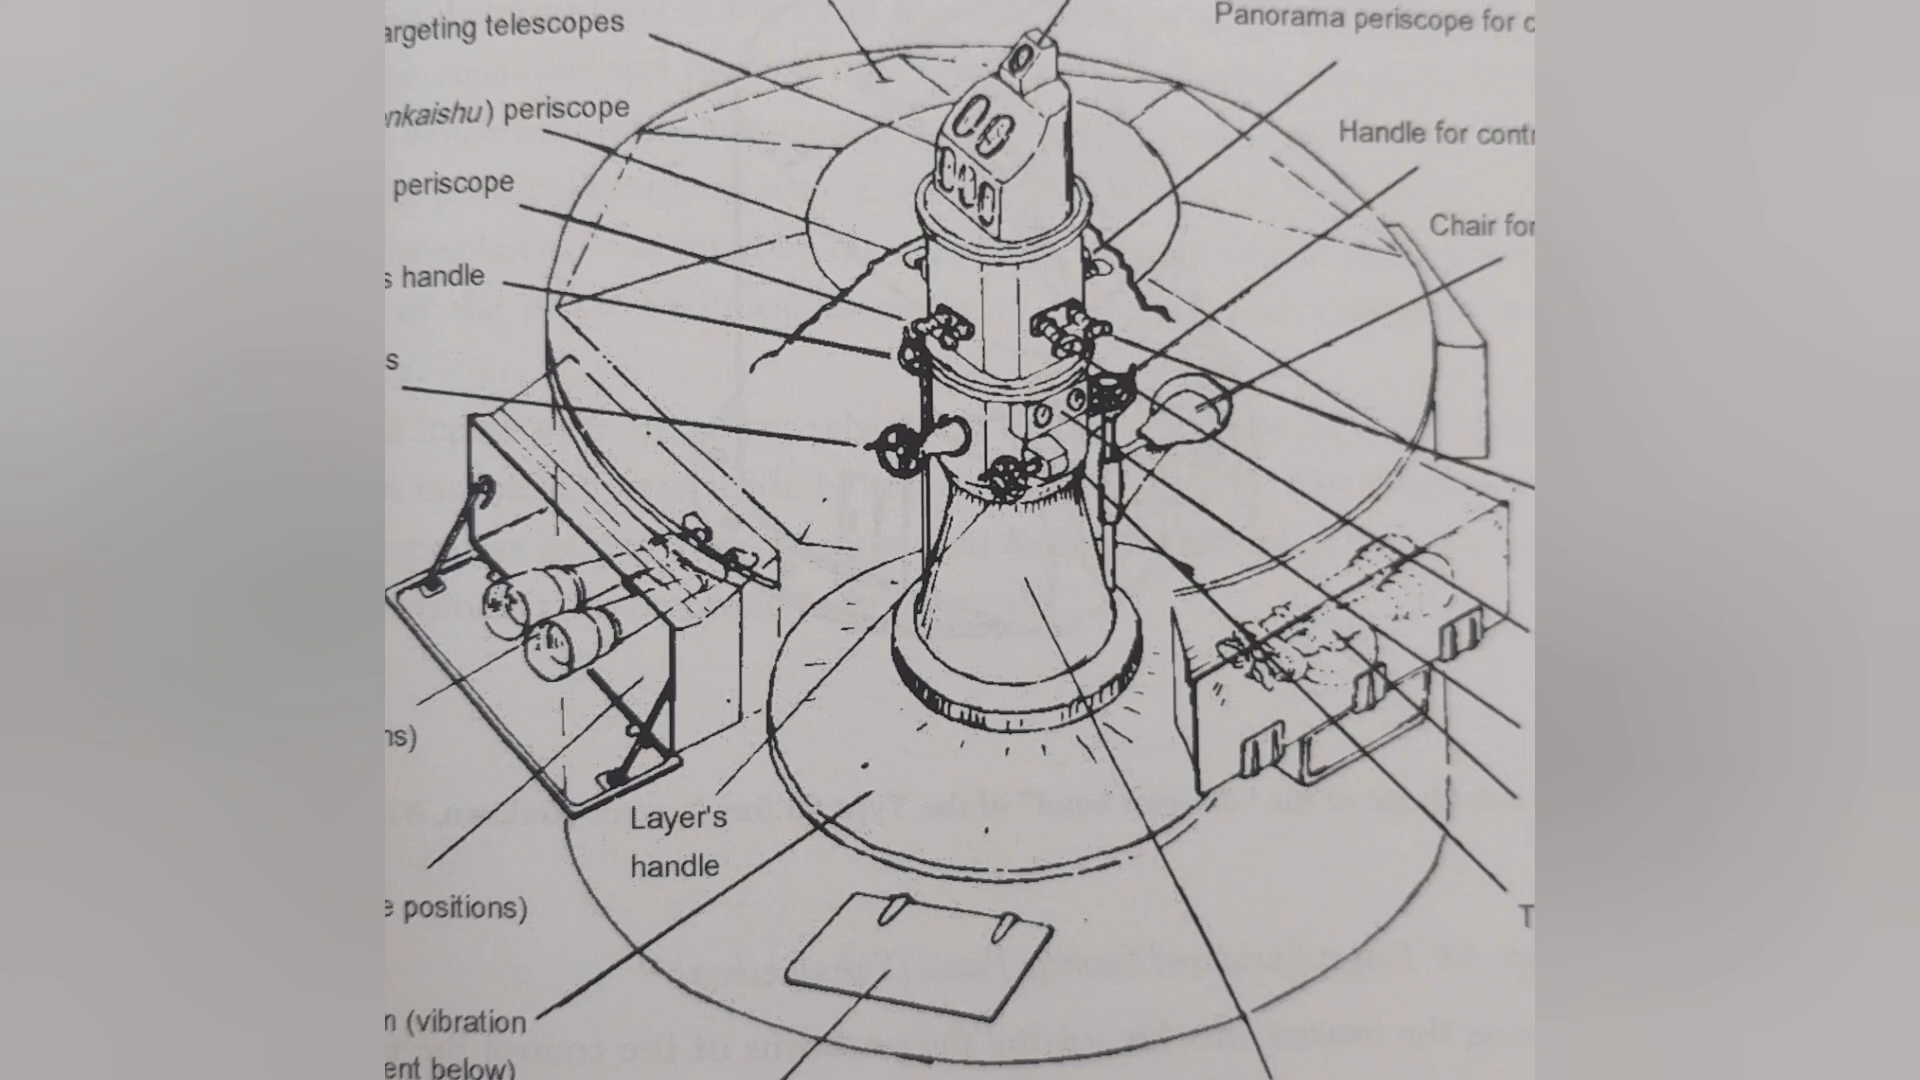 argeting telescopes
Panorama periscope for c
nkaishu) periscope
Handle for contr
periscope
Chair for
s handle
s
ns)
Layer's
handle
e positions)
T
n (vibration
ent below)